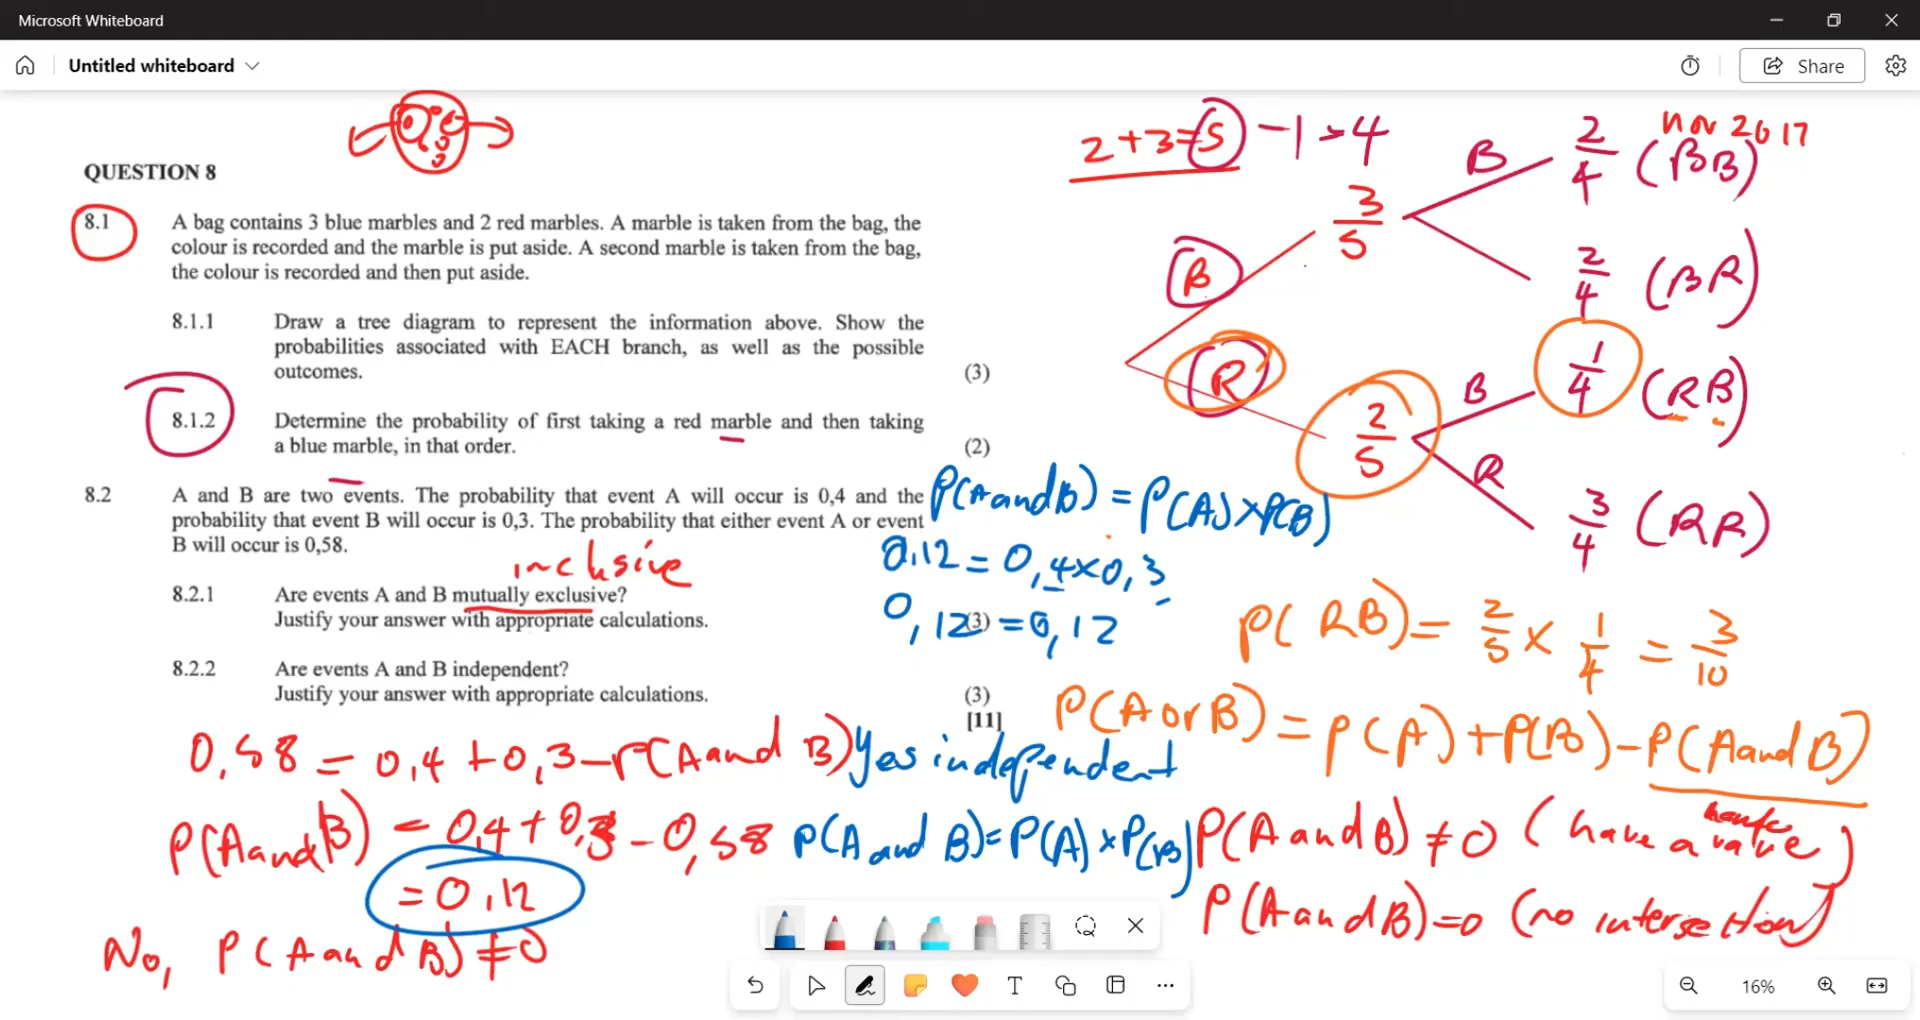 Microsoft Whiteboard
Untitled whiteboard
Share
QUESTION 8
8.1 A bag contains 3 blue marbles and 2 red marbles. A marble is taken from the bag, the
colour is recorded and the marble is put aside. A second marble is taken from the bag,
the colour is recorded and then put aside.
8.1.1 Draw a tree diagram to represent the information above. Show the
probabilities associated with EACH branch, as well as the possible
outcomes. (3)
8.1.2 Determine the probability of first taking a red marble and then taking
a blue marble, in that order. (2)
8.2 A and B are two events. The probability that event A will occur is 0,4 and the
probability that event B will occur is 0,3. The probability that either event A or event
B will occur is 0,58.
inclusive
8.2.1 Are events A and B mutually exclusive?
Justify your answer with appropriate calculations. (3)
8.2.2 Are events A and B independent?
Justify your answer with appropriate calculations. (3)
[11]
2+3=5 -1 → 4
Nov 2017
B 3/5
B 2/4 (BB)
2/4 (BR)
R 2/5
B 1/4 (RB)
R 3/4 (RR)
P(A and B) = P(A) x P(B)
0.12 = 0,4 x 0,3
0,12 = 0,12
P(RB) = 2/5 x 1/4 = 3/10
P(A or B) = P(A) + P(B) - P(A and B)
0,58 = 0,4 + 0,3 - P(A and B)
Yes independent
P(A and B) = 0,4 + 0,3 - 0,58
= 0,12
P(A and B) = P(A) x P(B)
P(A and B) ≠ 0 (have a value)
P(A and B) = 0 (no intersection)
No, P(A and B) ≠ 0
16%